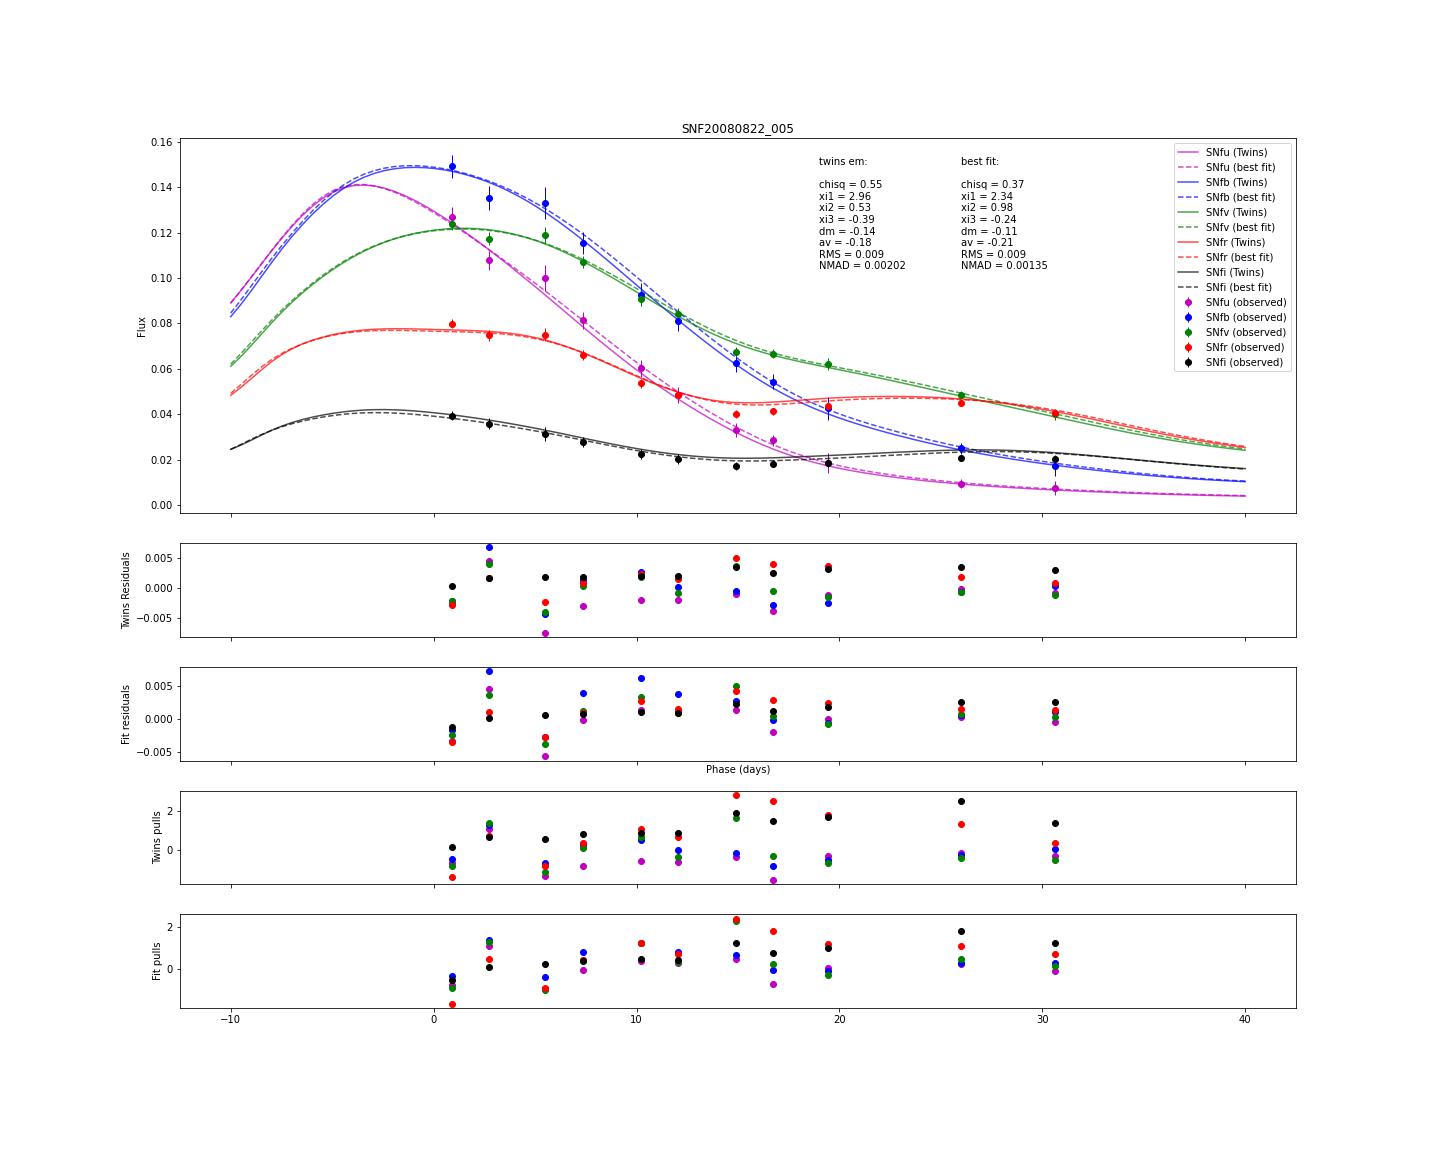 SNF20080822_005
0.16
0.14
0.12
0.10
0.08
0.06
0.04
0.02
0.00
Flux
twins em:
chisq = 0.55
xi1 = 2.96
xi2 = 0.53
xi3 = -0.39
dm = -0.14
av = -0.18
RMS = 0.009
NMAD = 0.00202
best fit:
chisq = 0.37
xi1 = 2.34
xi2 = 0.98
xi3 = -0.24
dm = -0.11
av = -0.21
RMS = 0.009
NMAD = 0.00135
SNfu (Twins)
SNfu (best fit)
SNfb (Twins)
SNfb (best fit)
SNfv (Twins)
SNfv (best fit)
SNfr (Twins)
SNfr (best fit)
SNfi (Twins)
SNfi (best fit)
SNfu (observed)
SNfb (observed)
SNfv (observed)
SNfr (observed)
SNfi (observed)
0.005
0.000
−0.005
Twins Residuals
0.005
0.000
−0.005
Fit residuals
Phase (days)
2
0
Twins pulls
2
0
Fit pulls
−10
0
10
20
30
40